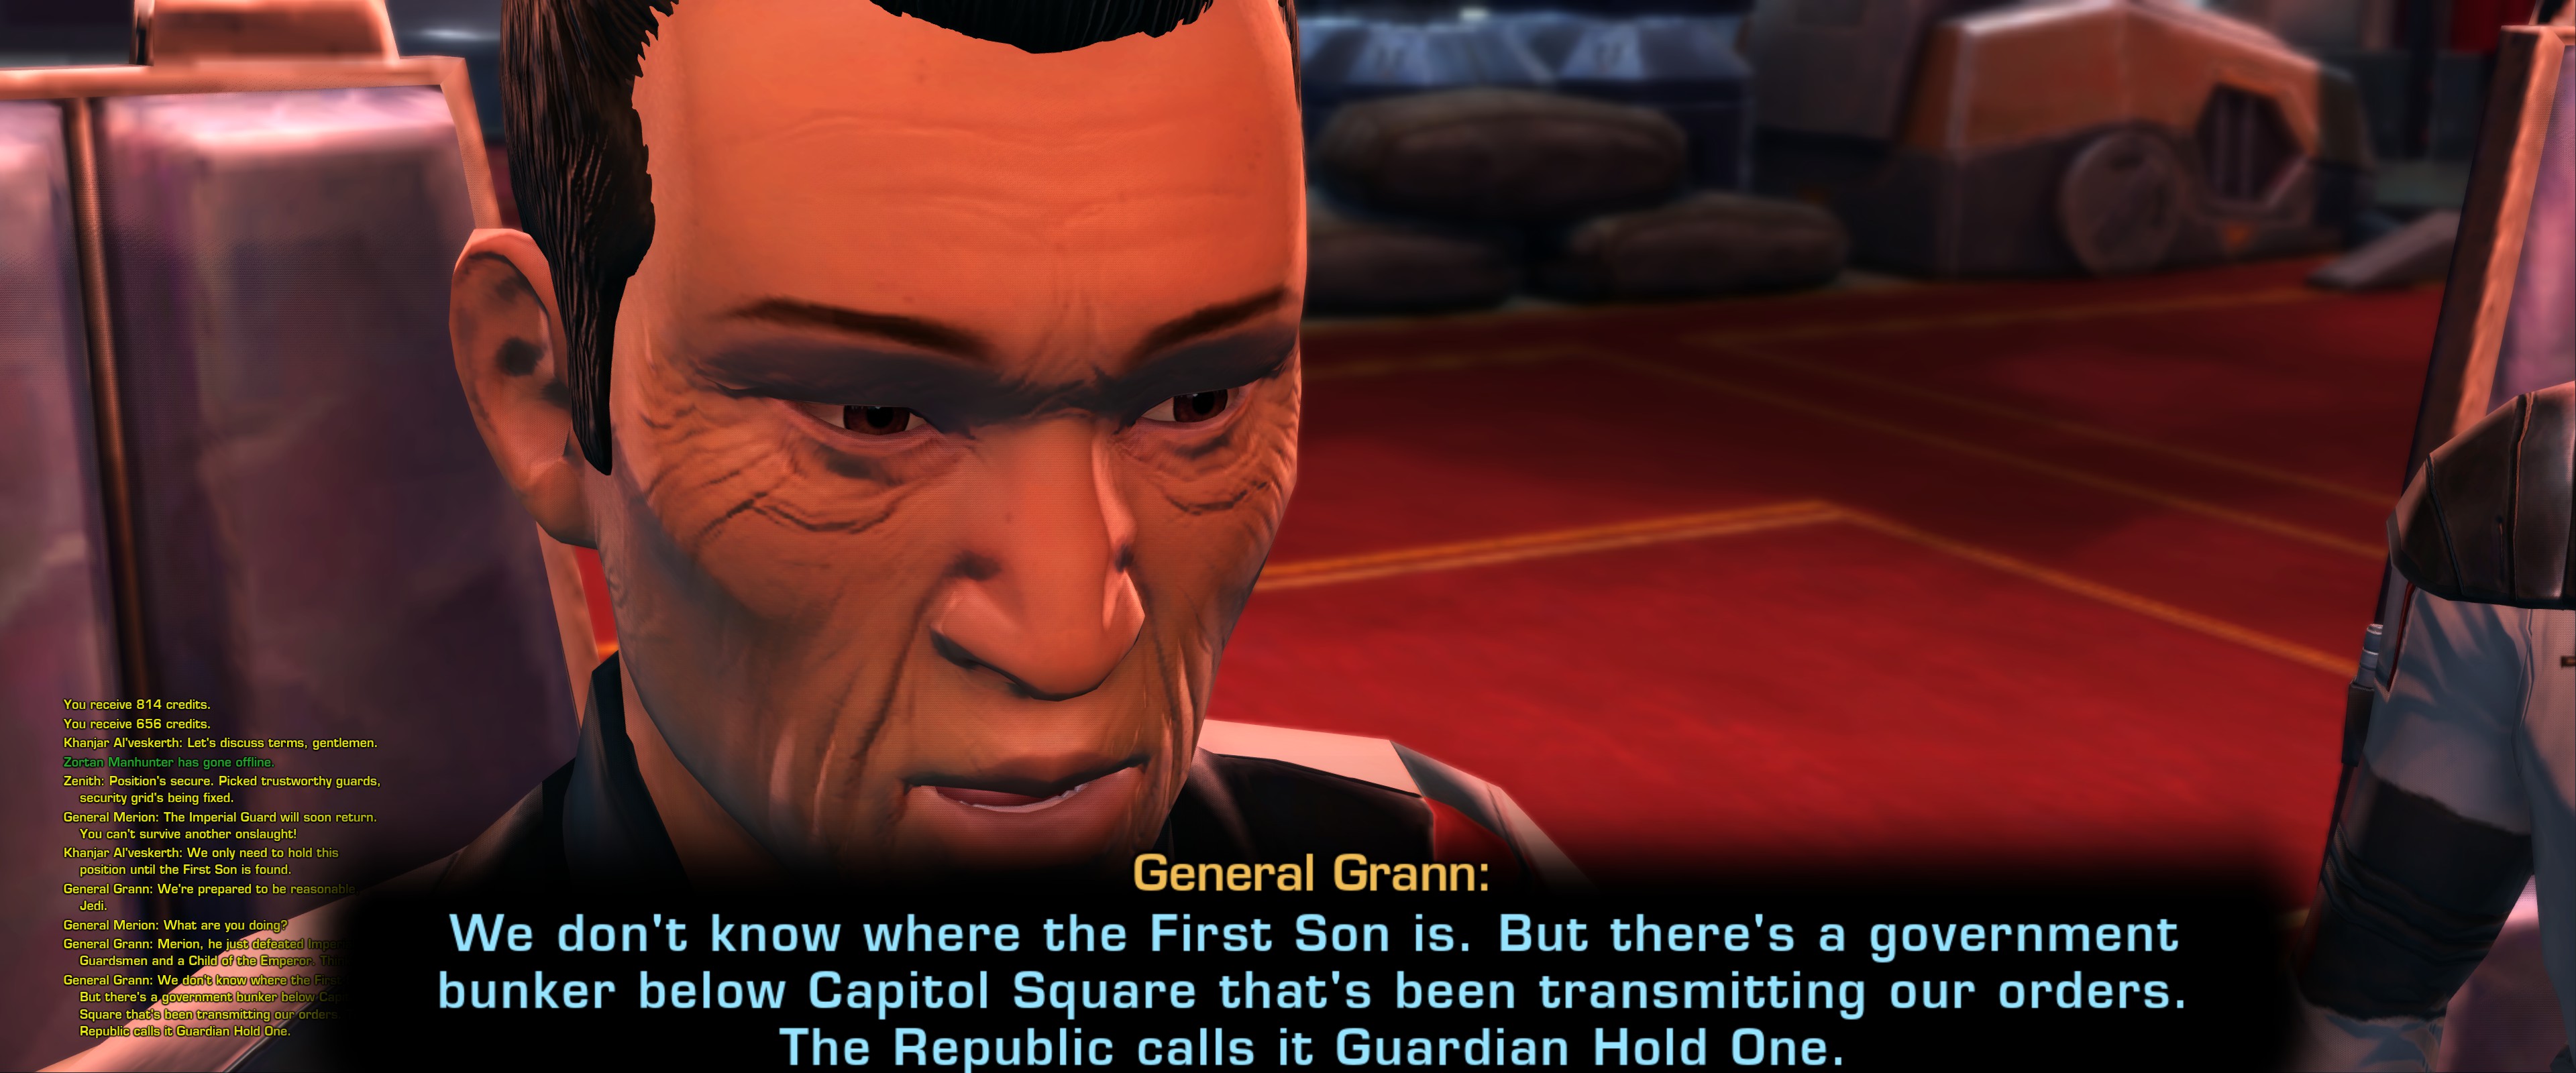 You receive 814 credits.
You receive 656 credits.
Khanjar Al'veskerth: Let's discuss terms, gentlemen.
Zortan Manhunter has gone offline.
Zenith: Position's secure. Picked trustworthy guards,
security grid's being fixed.
General Merion: The Imperial Guard will soon return.
You can't survive another onslaught!
Khanjar Al'veskerth: We only need to hold this
position until the First Son is found.
General Grann: We're prepared to be reasonable,
Jedi.
General Merion: What are you doing?
General Grann: Merion, he just defeated
Guardsmen and a Child of the Emperor.
General Grann: We don't know where the
But there's a government bunker below
Square that's been transmitting our orders.
Republic calls it Guardian Hold One.
General Grann:
We don't know where the First Son is. But there's a government
bunker below Capitol Square that's been transmitting our orders.
The Republic calls it Guardian Hold One.